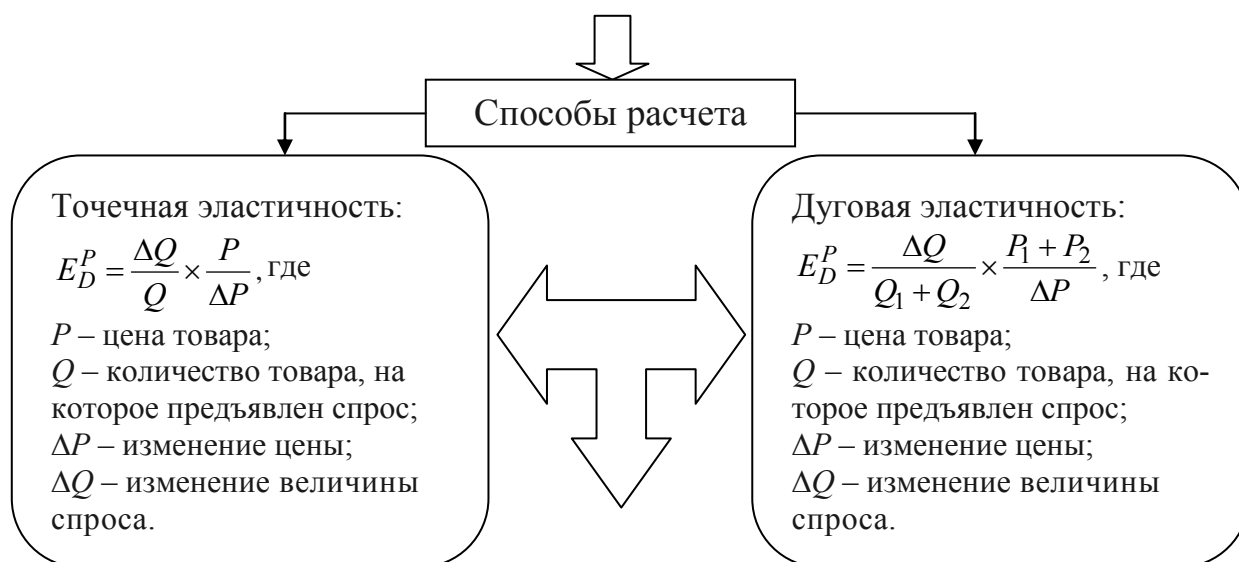 Способы расчета
Точечная эластичность:
E_D^P = ΔQ/Q × P/ΔP, где
P – цена товара;
Q – количество товара, на
которое предъявлен спрос;
ΔP – изменение цены;
ΔQ – изменение величины
спроса.
Дуговая эластичность:
E_D^P = ΔQ/(Q₁ + Q₂) × (P₁ + P₂)/ΔP, где
P – цена товара;
Q – количество товара, на ко-
торое предъявлен спрос;
ΔP – изменение цены;
ΔQ – изменение величины
спроса.